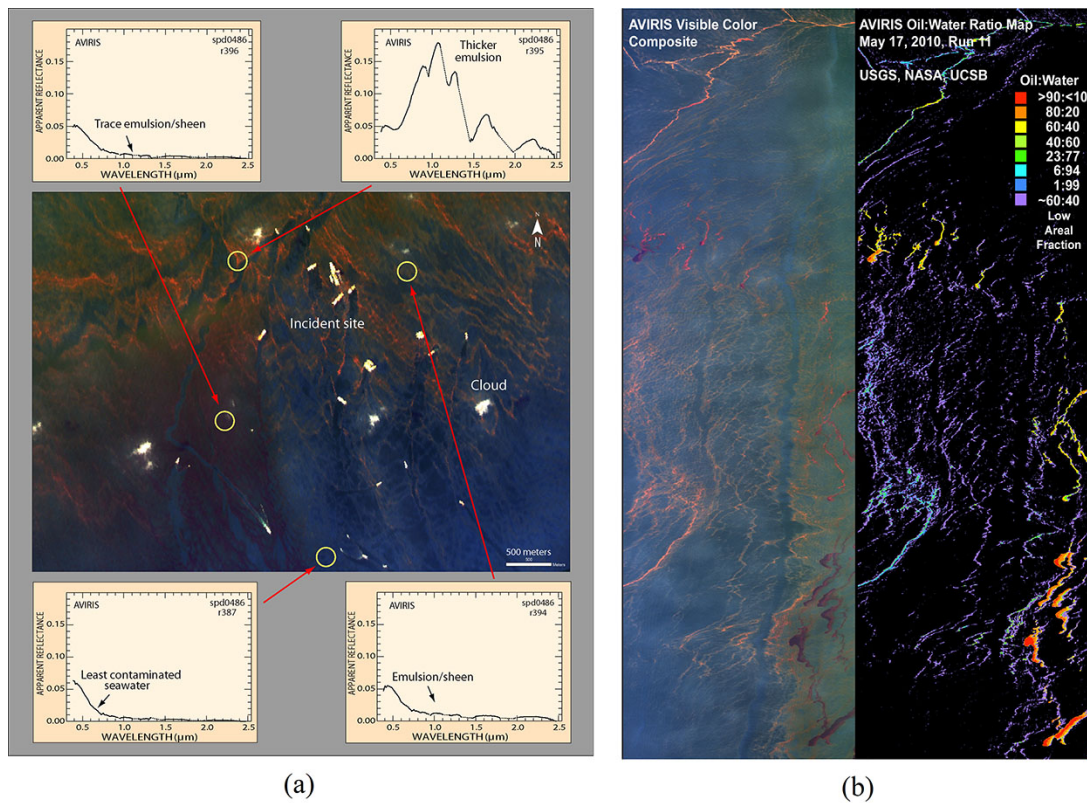 AVIRIS
spd0486
r396
APPARENT REFLECTANCE
0.15
0.10
0.05
0.00
Trace emulsion/sheen
0.5 1.0 1.5 2.0 2.5
WAVELENGTH (µm)
AVIRIS
Thicker
emulsion
spd0486
r395
APPARENT REFLECTANCE
0.15
0.10
0.05
0.00
0.5 1.0 1.5 2.0 2.5
WAVELENGTH (µm)
N
Incident site
Cloud
500 meters
AVIRIS
spd0486
r387
APPARENT REFLECTANCE
0.15
0.10
0.05
0.00
Least contaminated
seawater
0.5 1.0 1.5 2.0 2.5
WAVELENGTH (µm)
AVIRIS
spd0486
r394
APPARENT REFLECTANCE
0.15
0.10
0.05
0.00
Emulsion/sheen
0.5 1.0 1.5 2.0 2.5
WAVELENGTH (µm)
(a)
AVIRIS Visible Color
Composite
AVIRIS Oil:Water Ratio Map
May 17, 2010, Run 11
USGS, NASA, UCSB
Oil:Water
>90:<10
80:20
60:40
40:60
23:77
6:94
1:99
~60:40
Low
Areal
Fraction
(b)